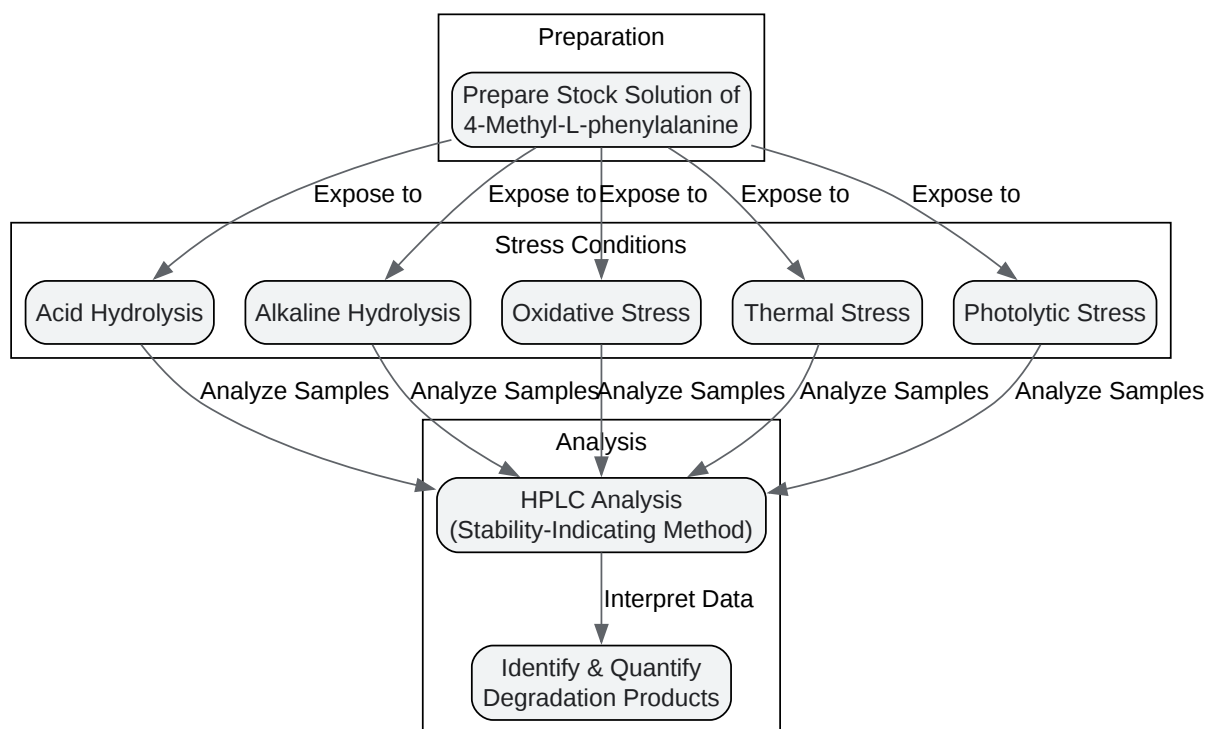 Preparation
Prepare Stock Solution of
4-Methyl-L-phenylalanine
Expose to
Expose to
Expose to
Expose to
Expose to
Stress Conditions
Acid Hydrolysis
Alkaline Hydrolysis
Oxidative Stress
Thermal Stress
Photolytic Stress
Analyze Samples
Analyze Samples
Analyze Samples
Analyze Samples
Analyze Samples
Analysis
HPLC Analysis
(Stability-Indicating Method)
Interpret Data
Identify & Quantify
Degradation Products